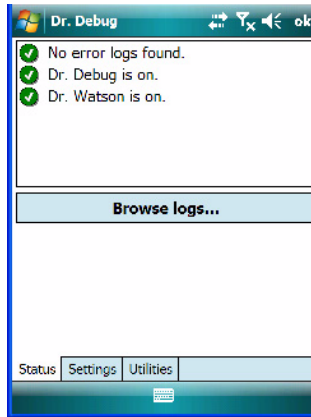 Dr. Debug ok
No error logs found.
Dr. Debug is on.
Dr. Watson is on.
Browse logs...
Status Settings Utilities